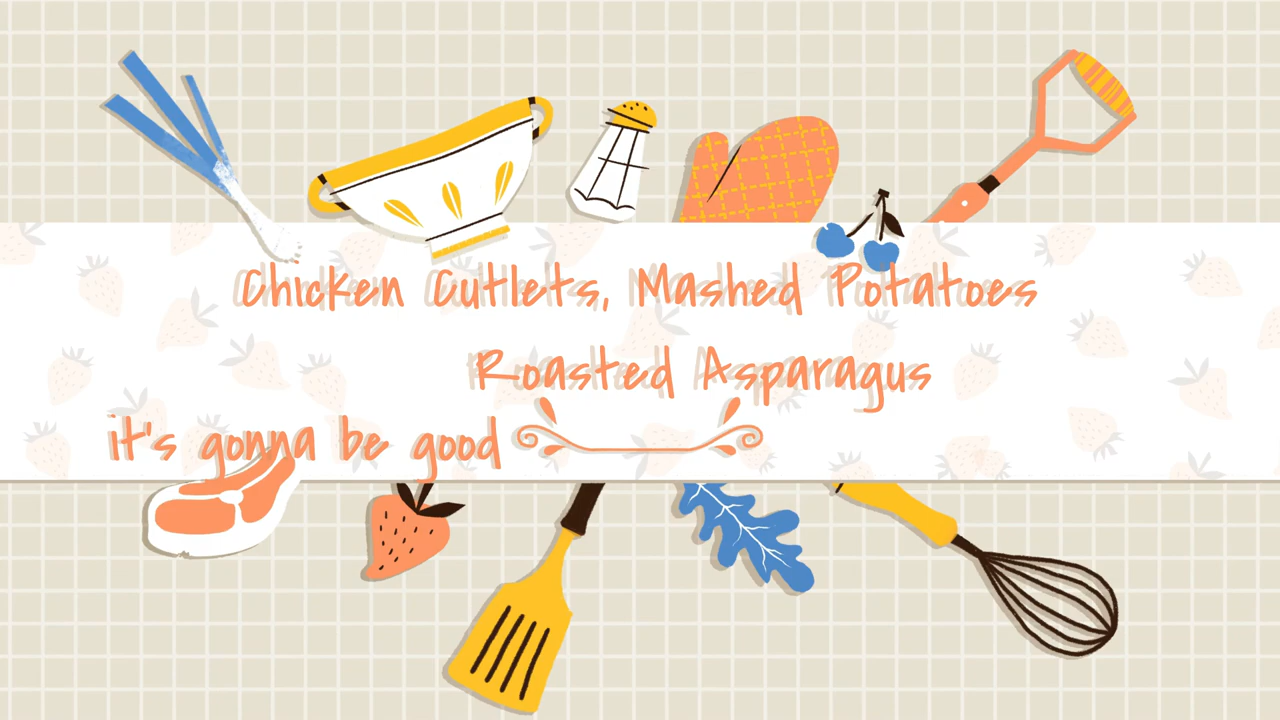 Chicken Cutlets, Mashed Potatoes
Roasted Asparagus
it's gonna be good